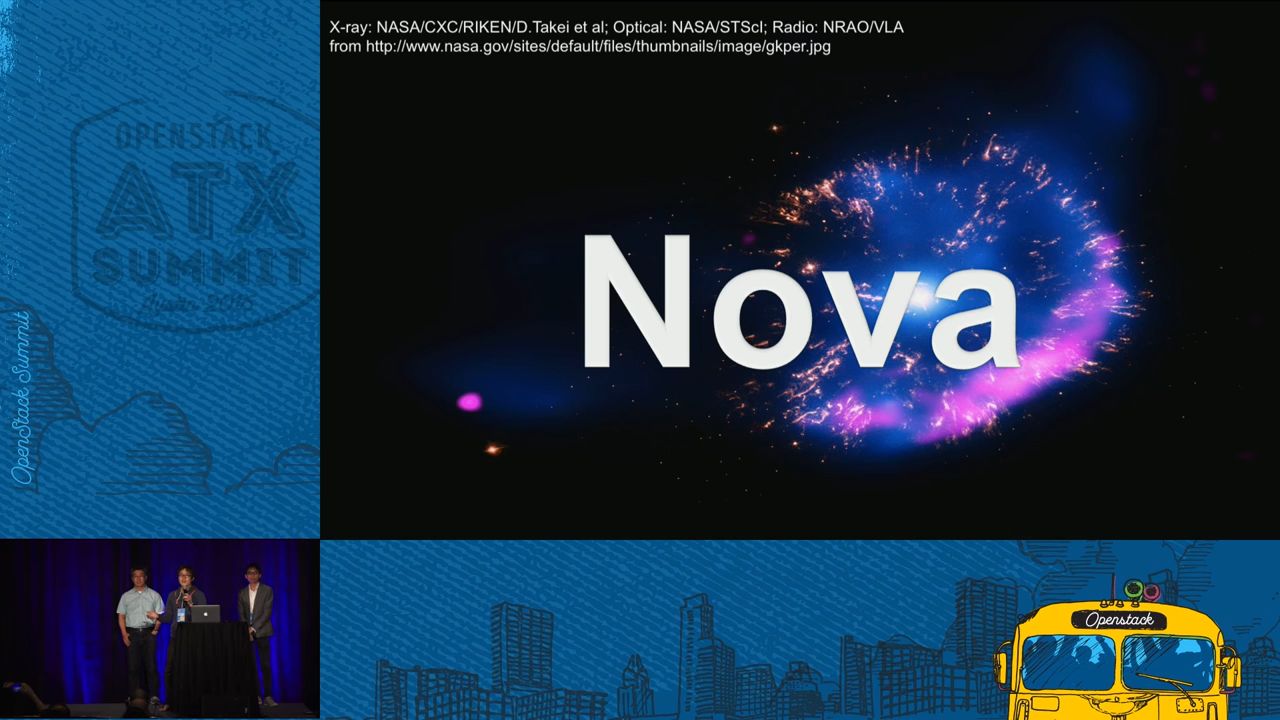 X-ray: NASA/CXC/RIKEN/D.Takei et al; Optical: NASA/STScI; Radio: NRAO/VLA
from http://www.nasa.gov/sites/default/files/thumbnails/image/gkper.jpg
Nova
OPENSTACK
ATX
SUMMIT
OpenStack Summit
Openstack